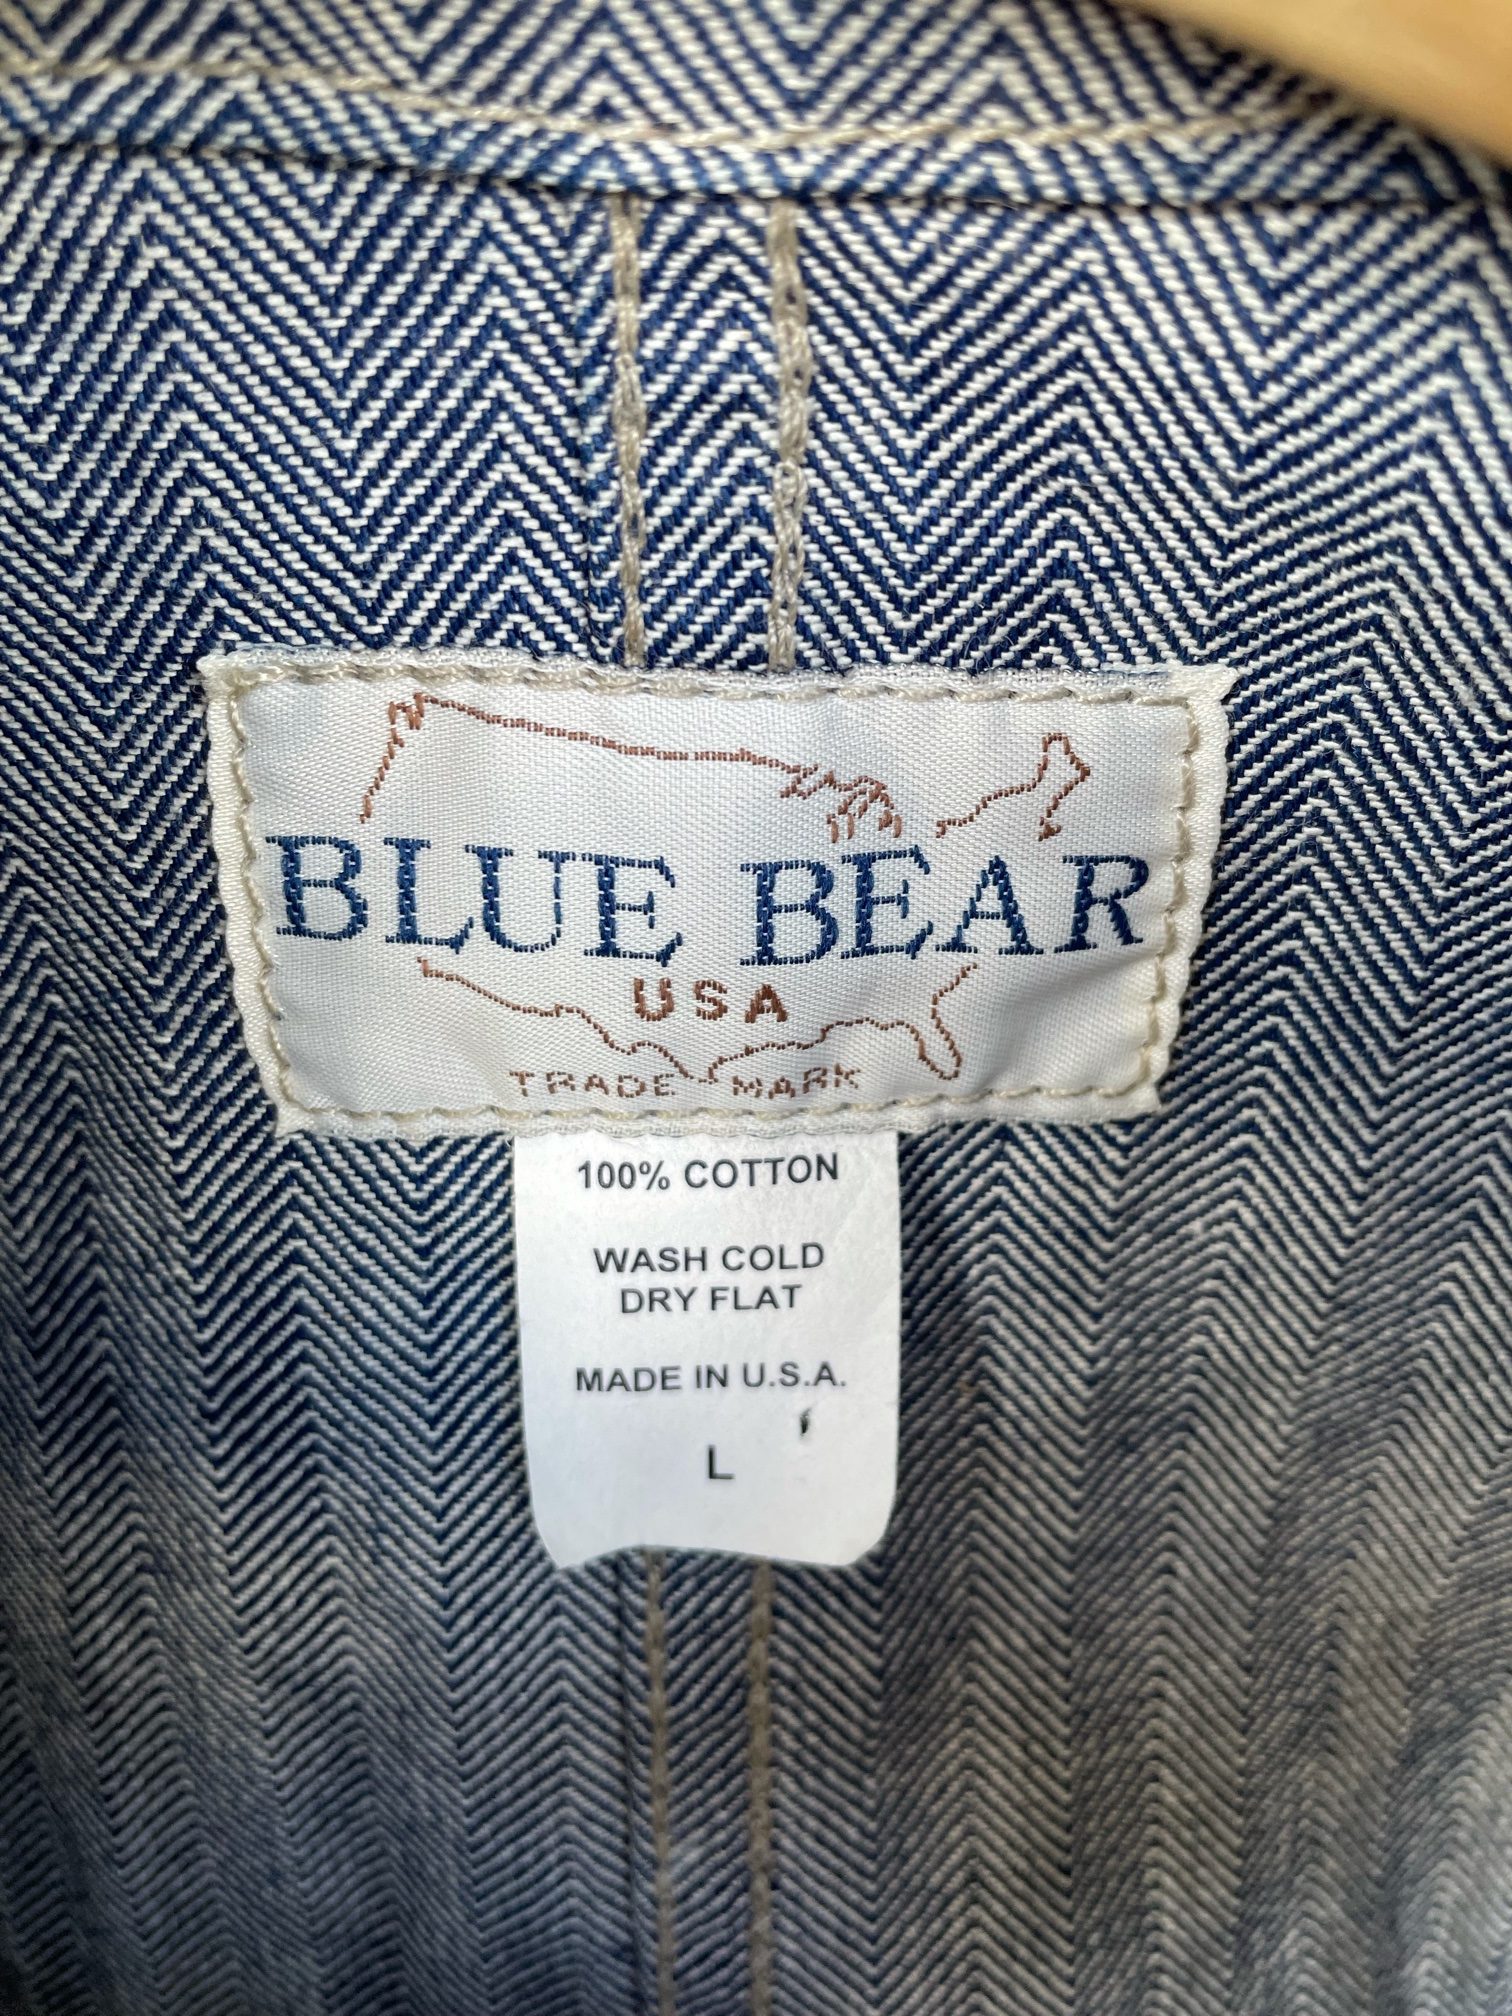 BLUE BEAR
USA
TRADE MARK
100% COTTON
WASH COLD
DRY FLAT
MADE IN U.S.A.
L